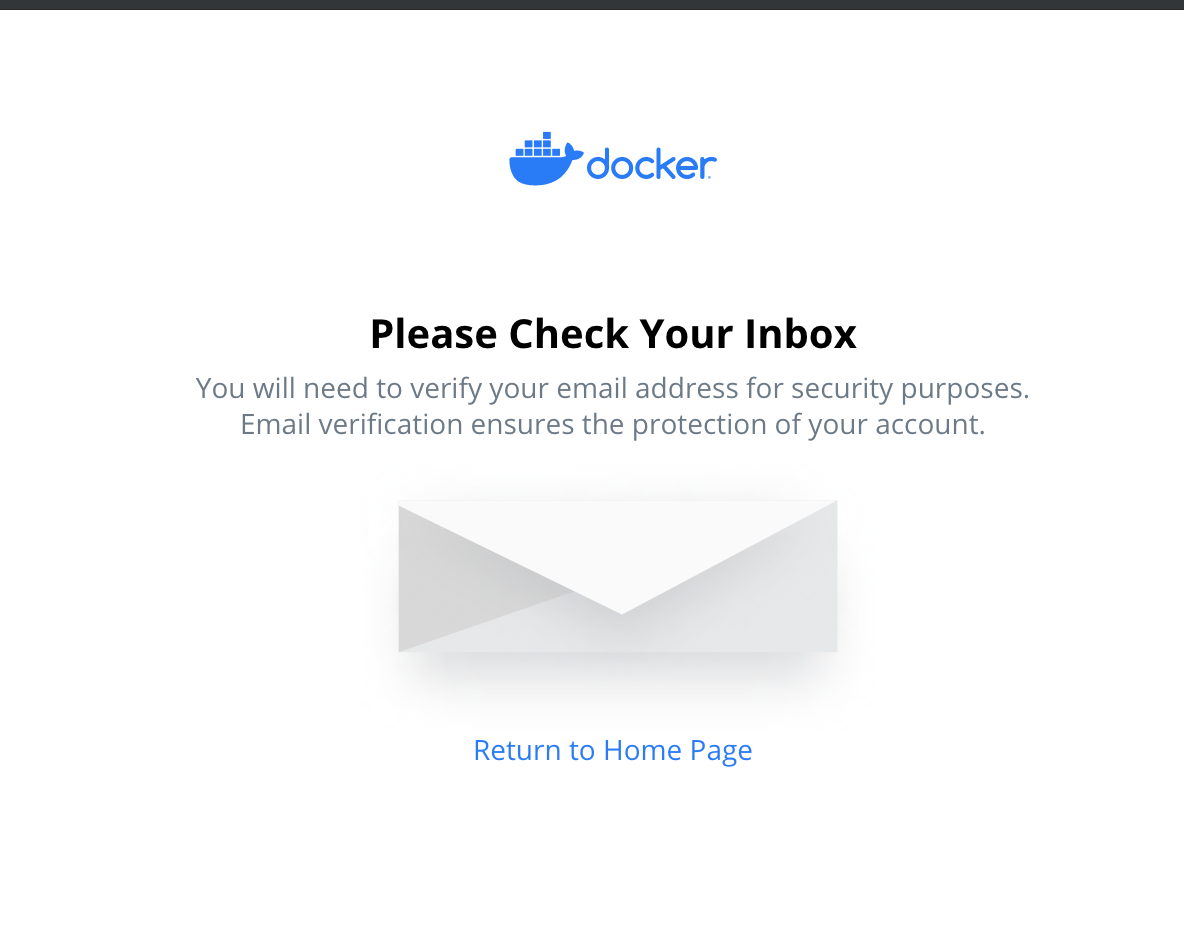 docker
Please Check Your Inbox
You will need to verify your email address for security purposes.
Email verification ensures the protection of your account.
Return to Home Page